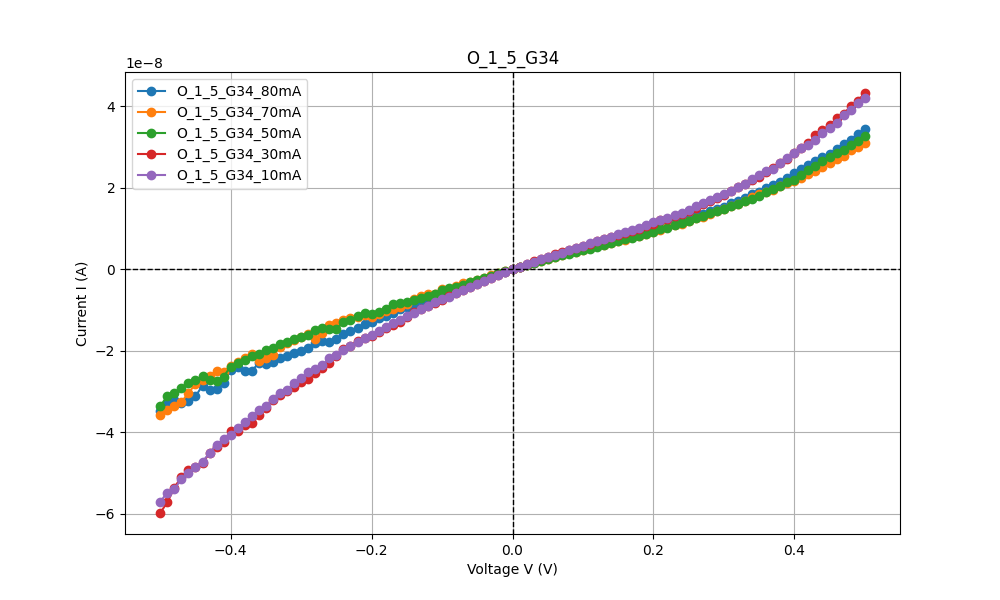 O_1_5_G34
1e−8
O_1_5_G34_80mA
O_1_5_G34_70mA
O_1_5_G34_50mA
O_1_5_G34_30mA
O_1_5_G34_10mA
4
2
0
−2
−4
−6
Current I (A)
−0.4
−0.2
0.0
0.2
0.4
Voltage V (V)